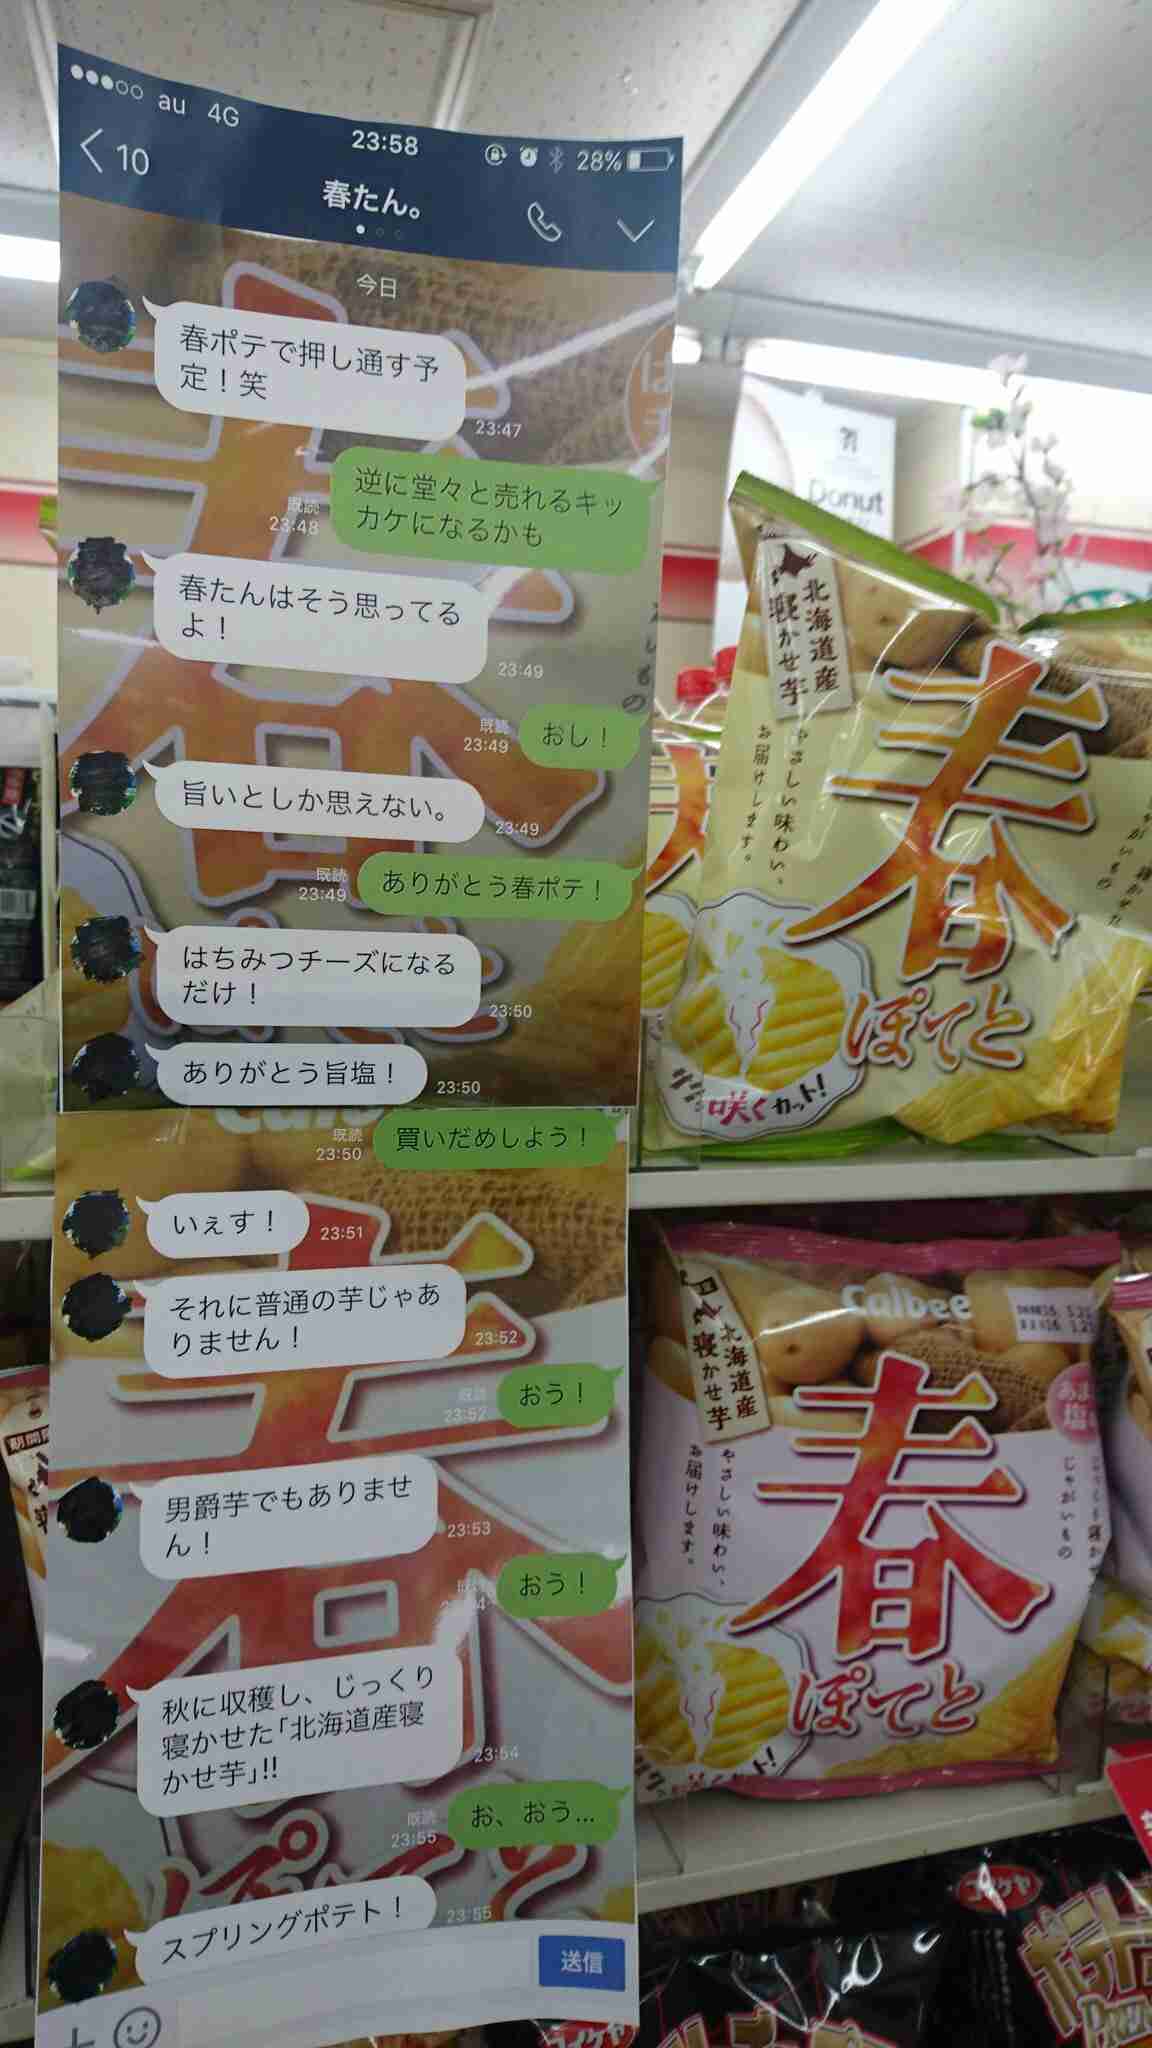 au 4G
23:58
28%
10
春たん。
今日
春ポテで押し通す予
定！笑
23:47
逆に堂々と売れるキッ
カケになるかも
既読
23:48
春たんはそう思ってる
よ！
23:49
おし！
既読
23:49
旨いとしか思えない。
23:49
ありがとう春ポテ！
既読
23:49
はちみつチーズになる
だけ！
23:50
ありがとう旨塩！
23:50
買いだめしよう！
既読
23:50
いぇす！
23:51
それに普通の芋じゃあ
りません！
23:52
おう！
既読
23:52
男爵芋でもありませ
ん！
23:53
おう！
秋に収穫し、じっくり
寝かせた「北海道産寝
かせ芋」!!
23:54
お、おう…
既読
23:55
スプリングポテト！
23:55
送信
Donut
北海道産
寝かせ芋
やさしい味わい、
お届けします。
春
ぽてと
咲くカット!
Calbee
北海道産
寝かせ芋
やさしい味わい、
お届けします。
じゃがいもの
春
ぽてと
コイケヤ
コイケヤ